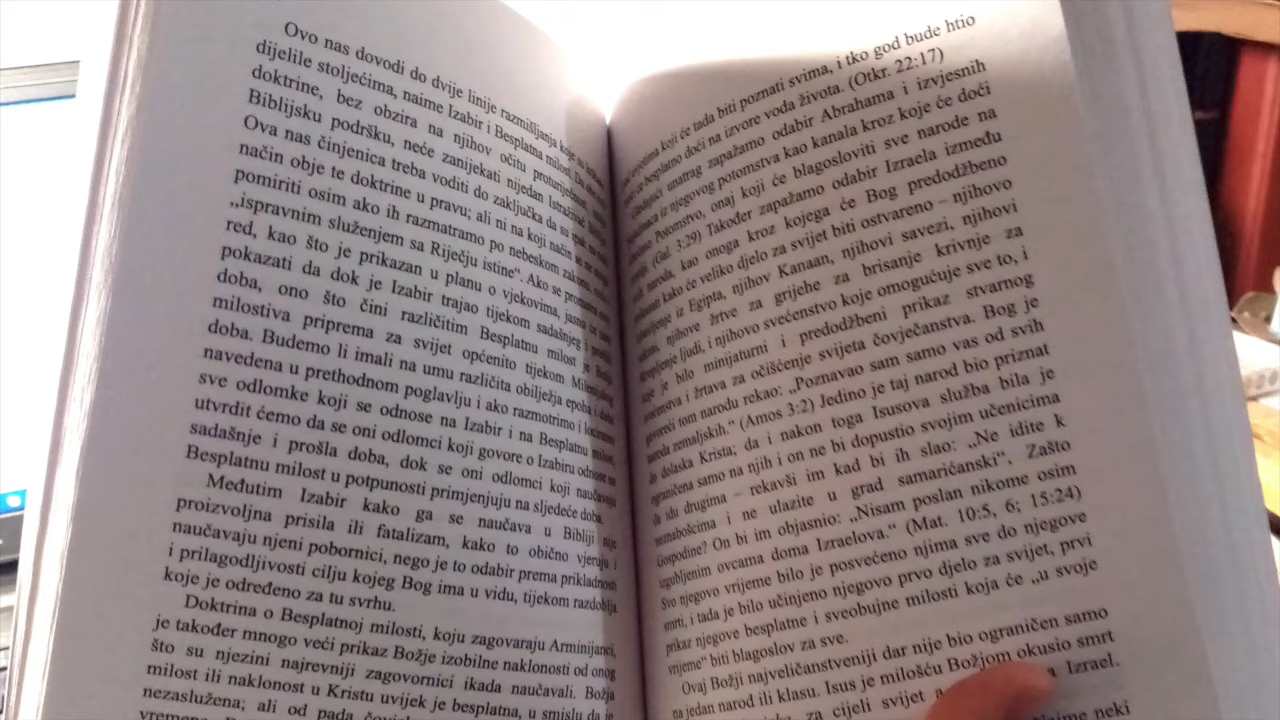 Ovo nas dovodi do dvije linije razmišljanja koje su
dijelile stoljećima, naime Izabir i Besplatna milost. Da
doktrine, bez obzira na njihov očitu
Biblijsku podršku, neće zanijekati nijedan
Ova nas činjenica treba voditi do zaključka da su
način obje te doktrine u pravu; ali ni na koji način se ne
pomiriti osim ako ih razmatramo po nebeskom zakonu,
„ispravnim služenjem sa Riječju istine“. Ako se
red, kao što je prikazan u planu o vjekovima, jasno će
pokazati da dok je Izabir trajao tijekom sadašnjeg i
doba, ono što čini različitim Besplatnu milost je
milostiva priprema za svijet općenito tijekom
doba. Budemo li imali na umu različita obilježja epoha i doba
navedena u prethodnom poglavlju i ako razmotrimo i
sve odlomke koji se odnose na Izabir i na Besplatnu milost,
utvrdit ćemo da se oni odlomci koji govore o Izabiru odnose na
sadašnje i prošla doba, dok se oni odlomci koji naučavaju
Besplatnu milost u potpunosti primjenjuju na sljedeće doba.
Međutim Izabir kako ga se naučava u Bibliji nije
proizvoljna prisila ili fatalizam, kako to obično vjeruju i
naučavaju njeni pobornici, nego je to odabir prema prikladnosti
i prilagodljivosti cilju kojeg Bog ima u vidu, tijekom razdoblja
koje je određeno za tu svrhu.
Doktrina o Besplatnoj milosti, koju zagovaraju Arminijanci,
je također mnogo veći prikaz Božje izobilne naklonosti od onog
što su njezini najrevniji zagovornici ikada naučavali. Božja
milost ili naklonost u Kristu uvijek je besplatna, u smislu da je
nezaslužena; ali od pada
koji će tada biti poznati svima, i tko god bude htio
će besplatno doći na izvore voda života. (Otkr. 22:17)
unatrag zapažamo odabir Abrahama i izvjesnih
iz njegovog potomstva kao kanala kroz koje će doći
Potomstvo, onaj koji će blagosloviti sve narode na
(Gal. 3:29) Također zapažamo odabir Izraela između
naroda, kao onoga kroz kojega će Bog predodžbeno
kako će veliko djelo za svijet biti ostvareno – njihovo
iz Egipta, njihov Kanaan, njihovi savezi, njihovi
njihove žrtve za grijehe za brisanje krivnje za
ljudi, i njihovo svećenstvo koje omogućuje sve to, i
je bilo minijaturni i predodžbeni prikaz stvarnog
i žrtava za očišćenje svijeta čovječanstva. Bog je
govoreći tom narodu rekao: „Poznavao sam samo vas od svih
naroda zemaljskih.“ (Amos 3:2) Jedino je taj narod bio priznat
do dolaska Krista; da i nakon toga Isusova služba bila je
ograničena samo na njih i on ne bi dopustio svojim učenicima
da idu drugima – rekavši im kad bi ih slao: „Ne idite k
neznabošcima i ne ulazite u grad samarićanski“. Zašto
Gospodine? On bi im objasnio: „Nisam poslan nikome osim
izgubljenim ovcama doma Izraelova.“ (Mat. 10:5, 6; 15:24)
Svo njegovo vrijeme bilo je posvećeno njima sve do njegove
smrti, i tada je bilo učinjeno njegovo prvo djelo za svijet, prvi
prikaz njegove besplatne i sveobujne milosti koja će „u svoje
vrijeme“ biti blagoslov za sve.
Ovaj Božji najveličanstveniji dar nije bio ograničen samo
na jedan narod ili klasu. Isus je milošću Božjom okusio smrt
za cijeli svijet a Izrael.
neki